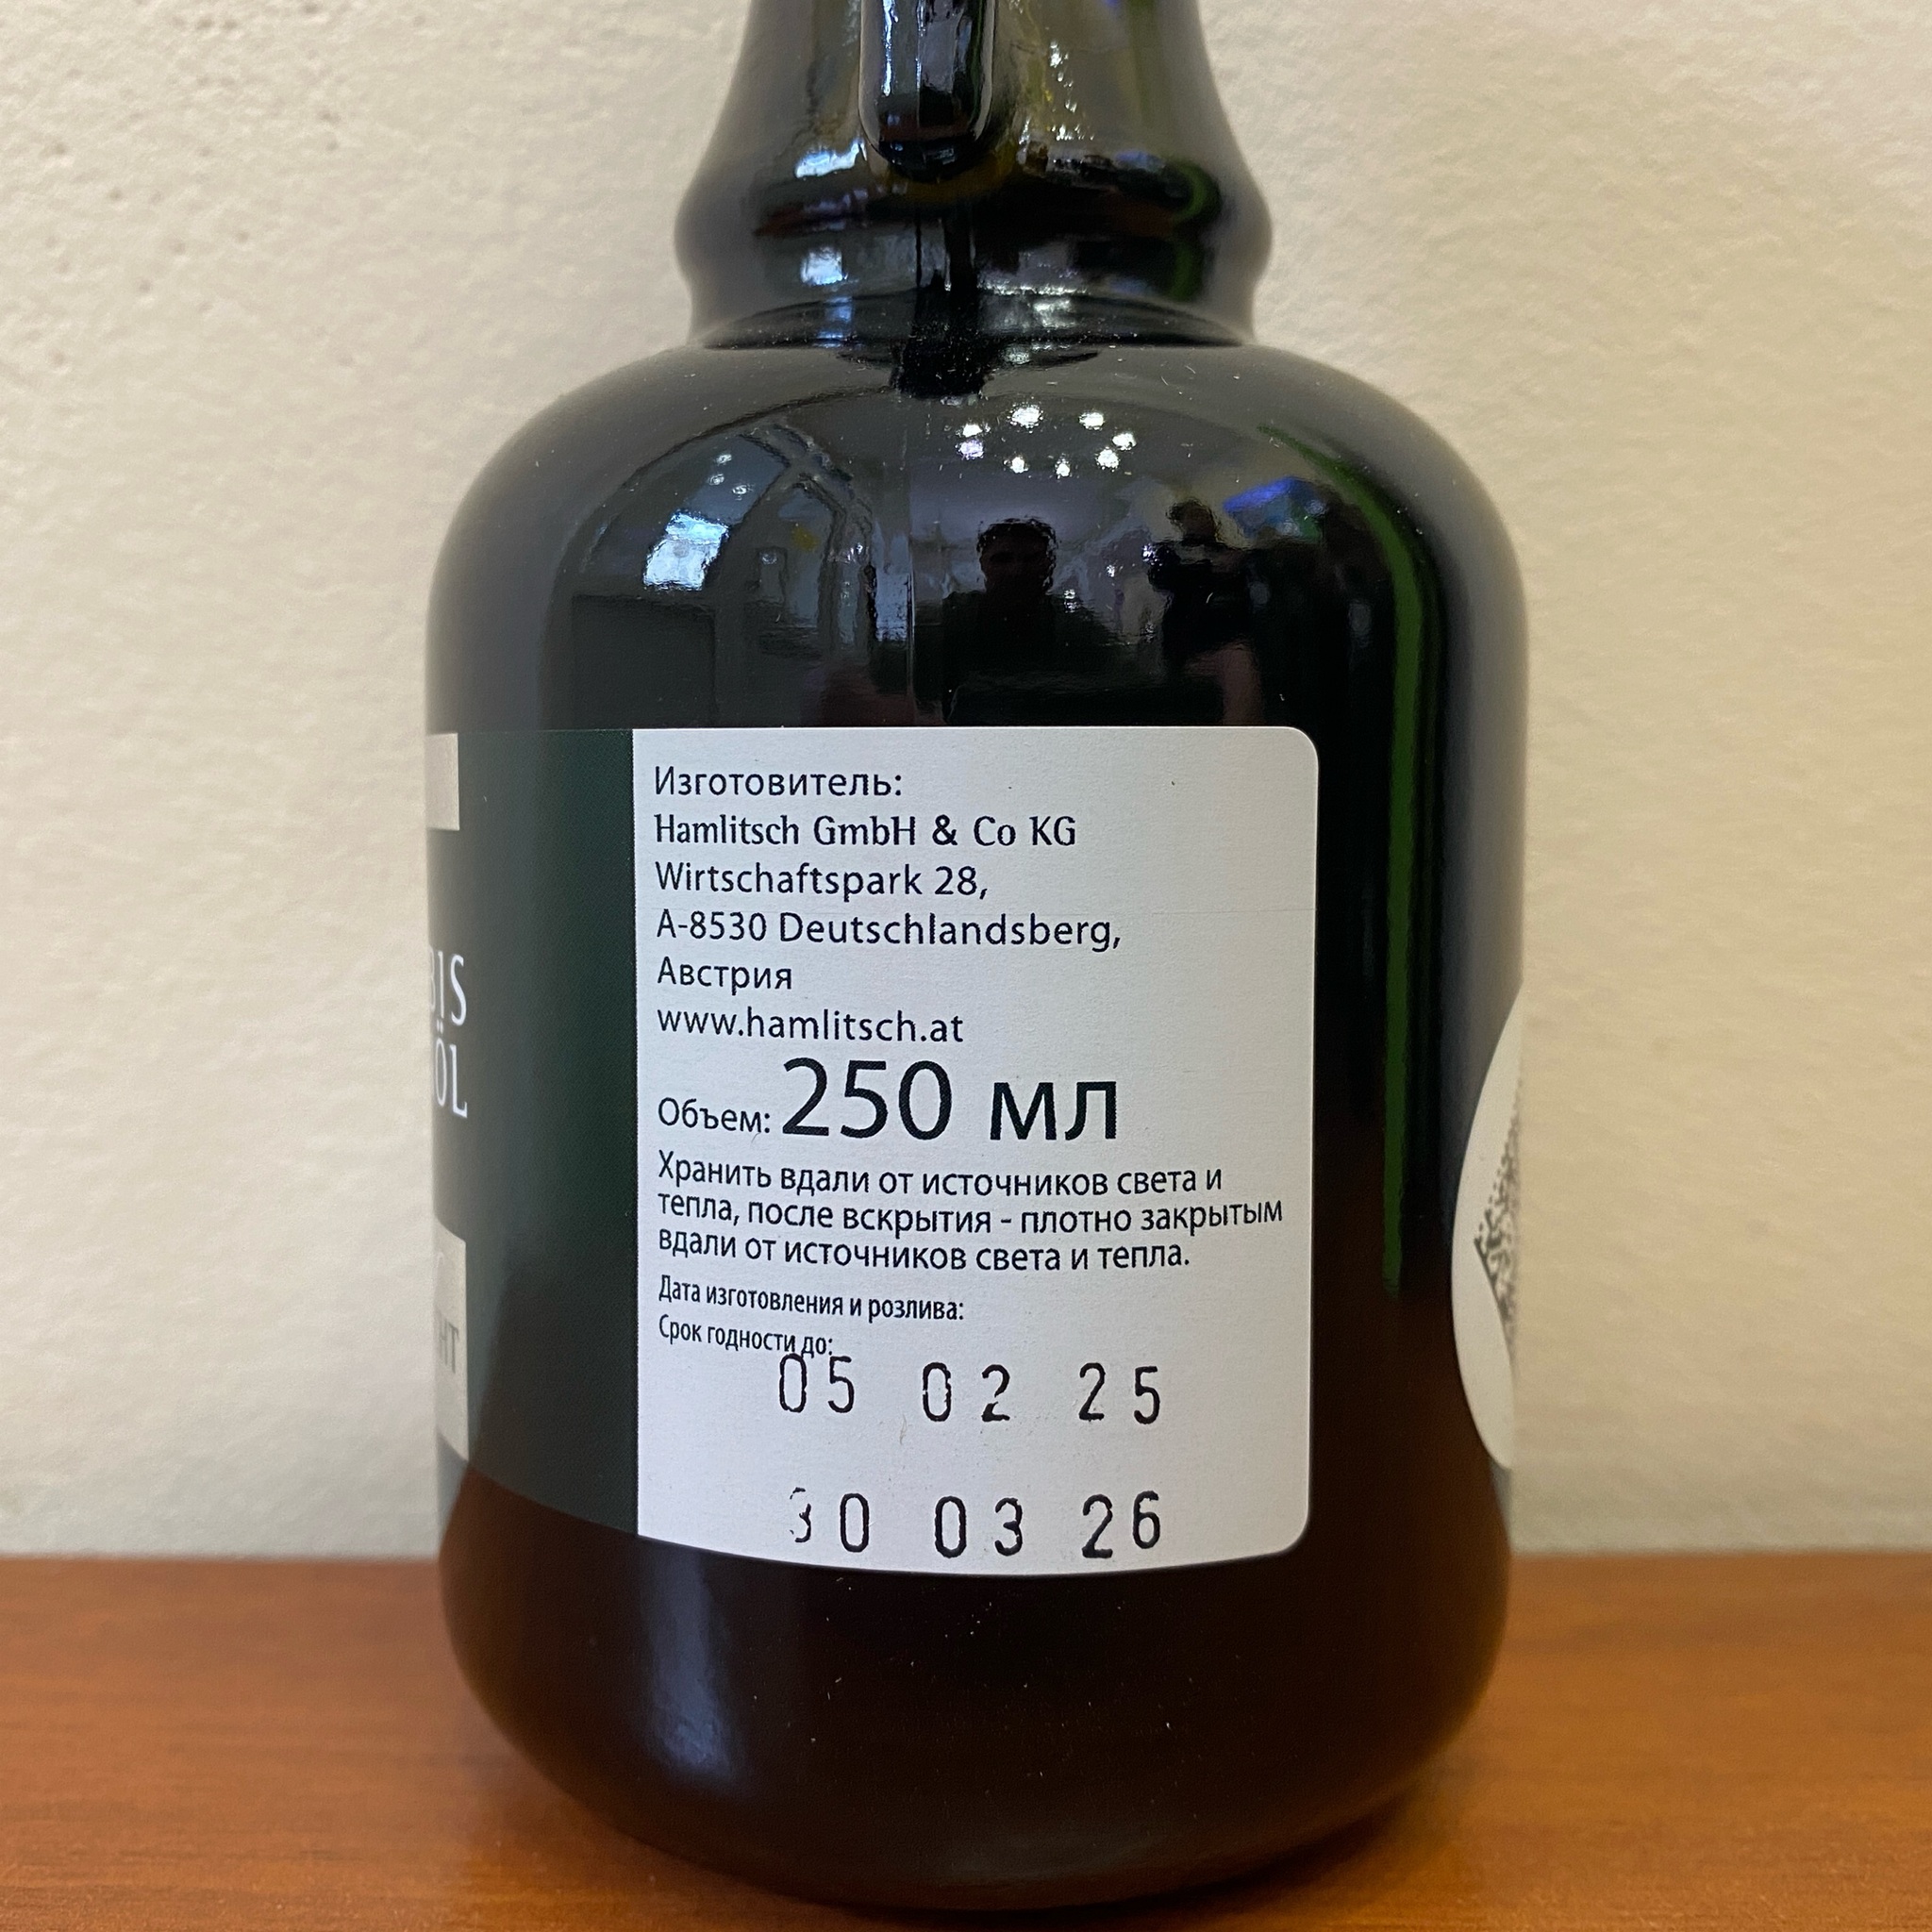 Изготовитель:
Hamlitsch GmbH & Co KG
Wirtschaftspark 28,
A-8530 Deutschlandsberg,
Австрия
www.hamlitsch.at
Объем: 250 мл
Хранить вдали от источников света и
тепла, после вскрытия - плотно закрытым
вдали от источников света и тепла.
Дата изготовления и розлива:
Срок годности до:
05 02 25
30 03 26